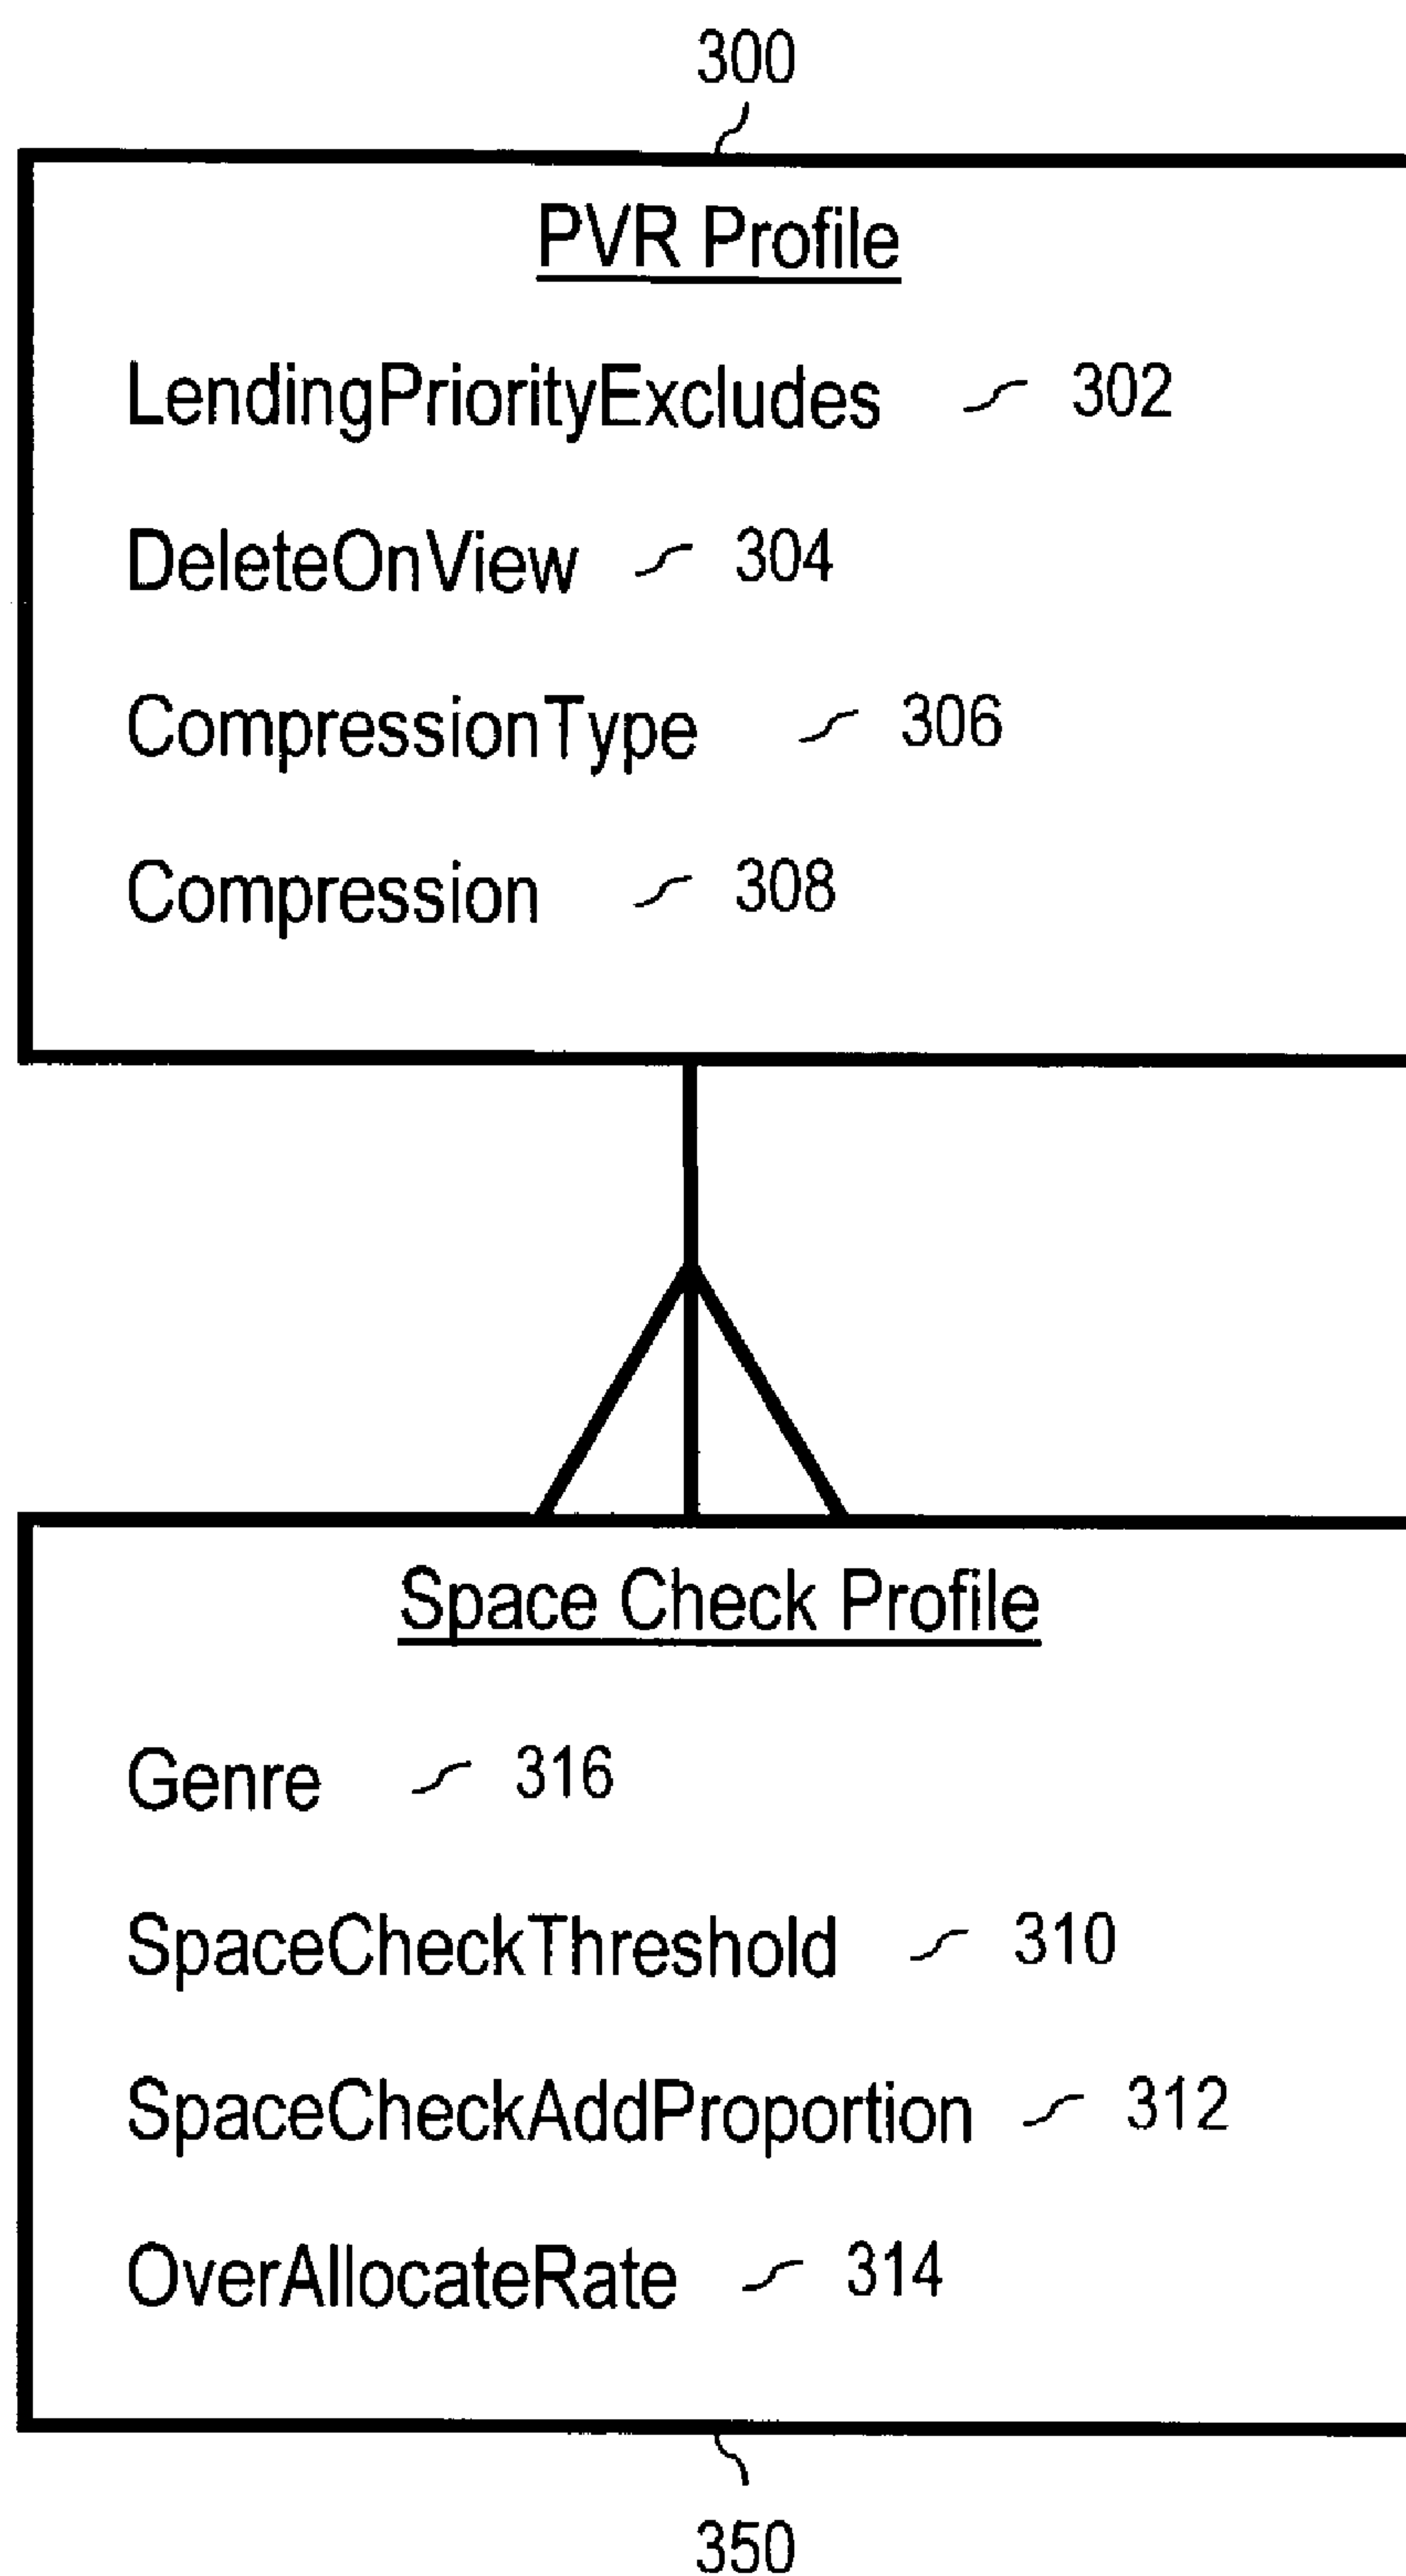 300
PVR Profile
LendingPriorityExcludes 302
DeleteOnView 304
CompressionType 306
Compression 308
Space Check Profile
Genre 316
SpaceCheckThreshold 310
SpaceCheckAddProportion 312
OverAllocateRate 314
350